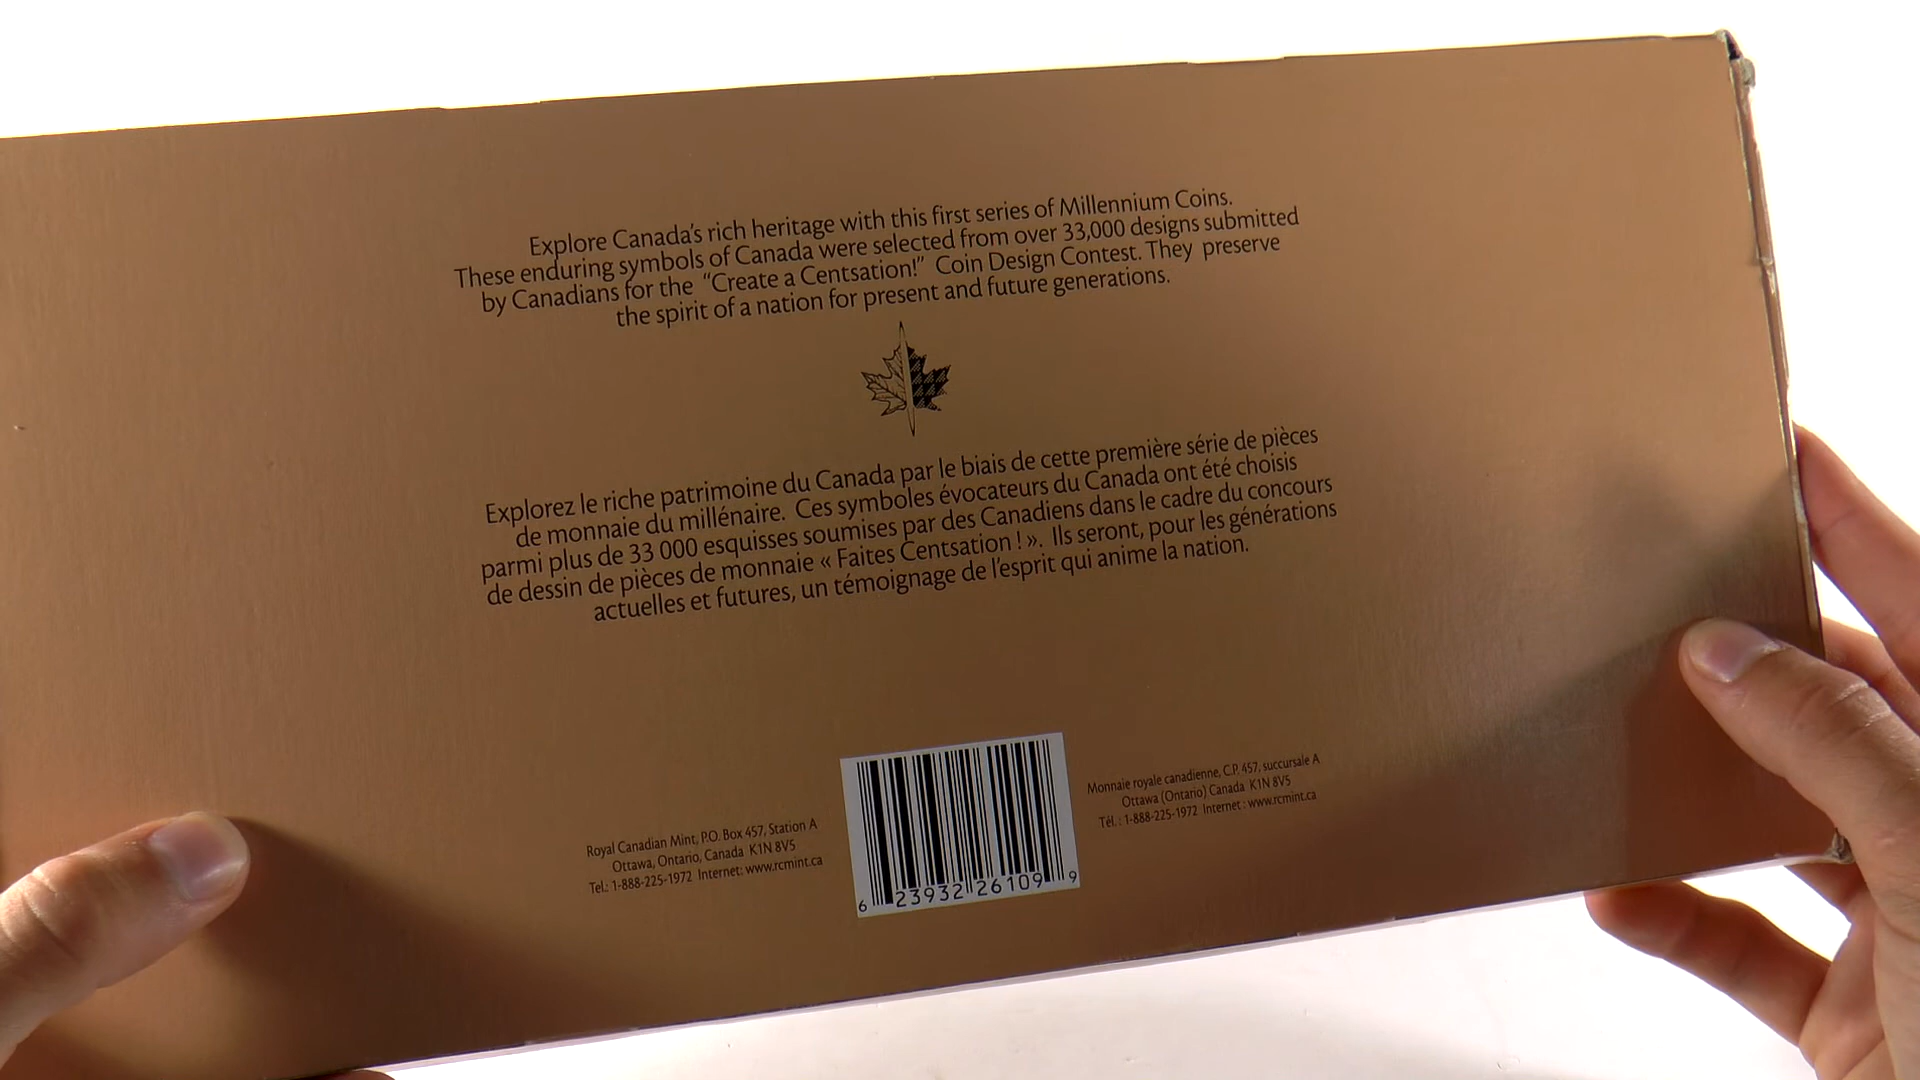 Explore Canada's rich heritage with this first series of Millennium Coins.
These enduring symbols of Canada were selected from over 33,000 designs submitted
by Canadians for the "Create a Centsation!" Coin Design Contest. They preserve
the spirit of a nation for present and future generations.
Explorez le riche patrimoine du Canada par le biais de cette première série de pièces
de monnaie du millénaire. Ces symboles évocateurs du Canada ont été choisis
parmi plus de 33 000 esquisses soumises par des Canadiens dans le cadre du concours
de dessin de pièces de monnaie « Faites Centsation ! ». Ils seront, pour les générations
actuelles et futures, un témoignage de l'esprit qui anime la nation.
Royal Canadian Mint, P.O. Box 457, Station A
Ottawa, Ontario, Canada K1N 8V5
Tel.: 1-888-225-1972 Internet: www.rcmint.ca
6 23932 26109 9
Monnaie royale canadienne, C.P. 457, succursale A
Ottawa (Ontario) Canada K1N 8V5
Tél. : 1-888-225-1972 Internet : www.rcmint.ca